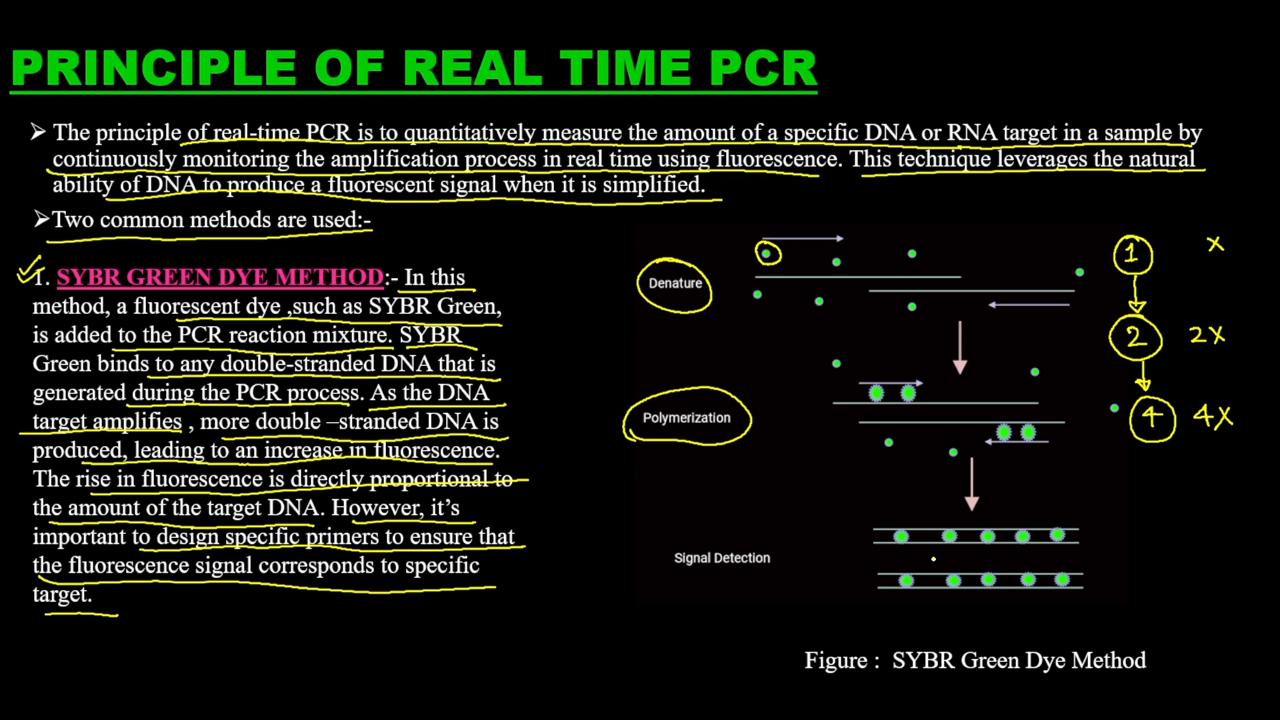 PRINCIPLE OF REAL TIME PCR
➢ The principle of real-time PCR is to quantitatively measure the amount of a specific DNA or RNA target in a sample by
continuously monitoring the amplification process in real time using fluorescence. This technique leverages the natural
ability of DNA to produce a fluorescent signal when it is simplified.
➢Two common methods are used:-
1. SYBR GREEN DYE METHOD:- In this
method, a fluorescent dye ,such as SYBR Green,
is added to the PCR reaction mixture. SYBR
Green binds to any double-stranded DNA that is
generated during the PCR process. As the DNA
target amplifies , more double –stranded DNA is
produced, leading to an increase in fluorescence.
The rise in fluorescence is directly proportional to
the amount of the target DNA. However, it's
important to design specific primers to ensure that
the fluorescence signal corresponds to specific
target.
Denature
Polymerization
Signal Detection
1 x
2 2x
4 4x
Figure : SYBR Green Dye Method